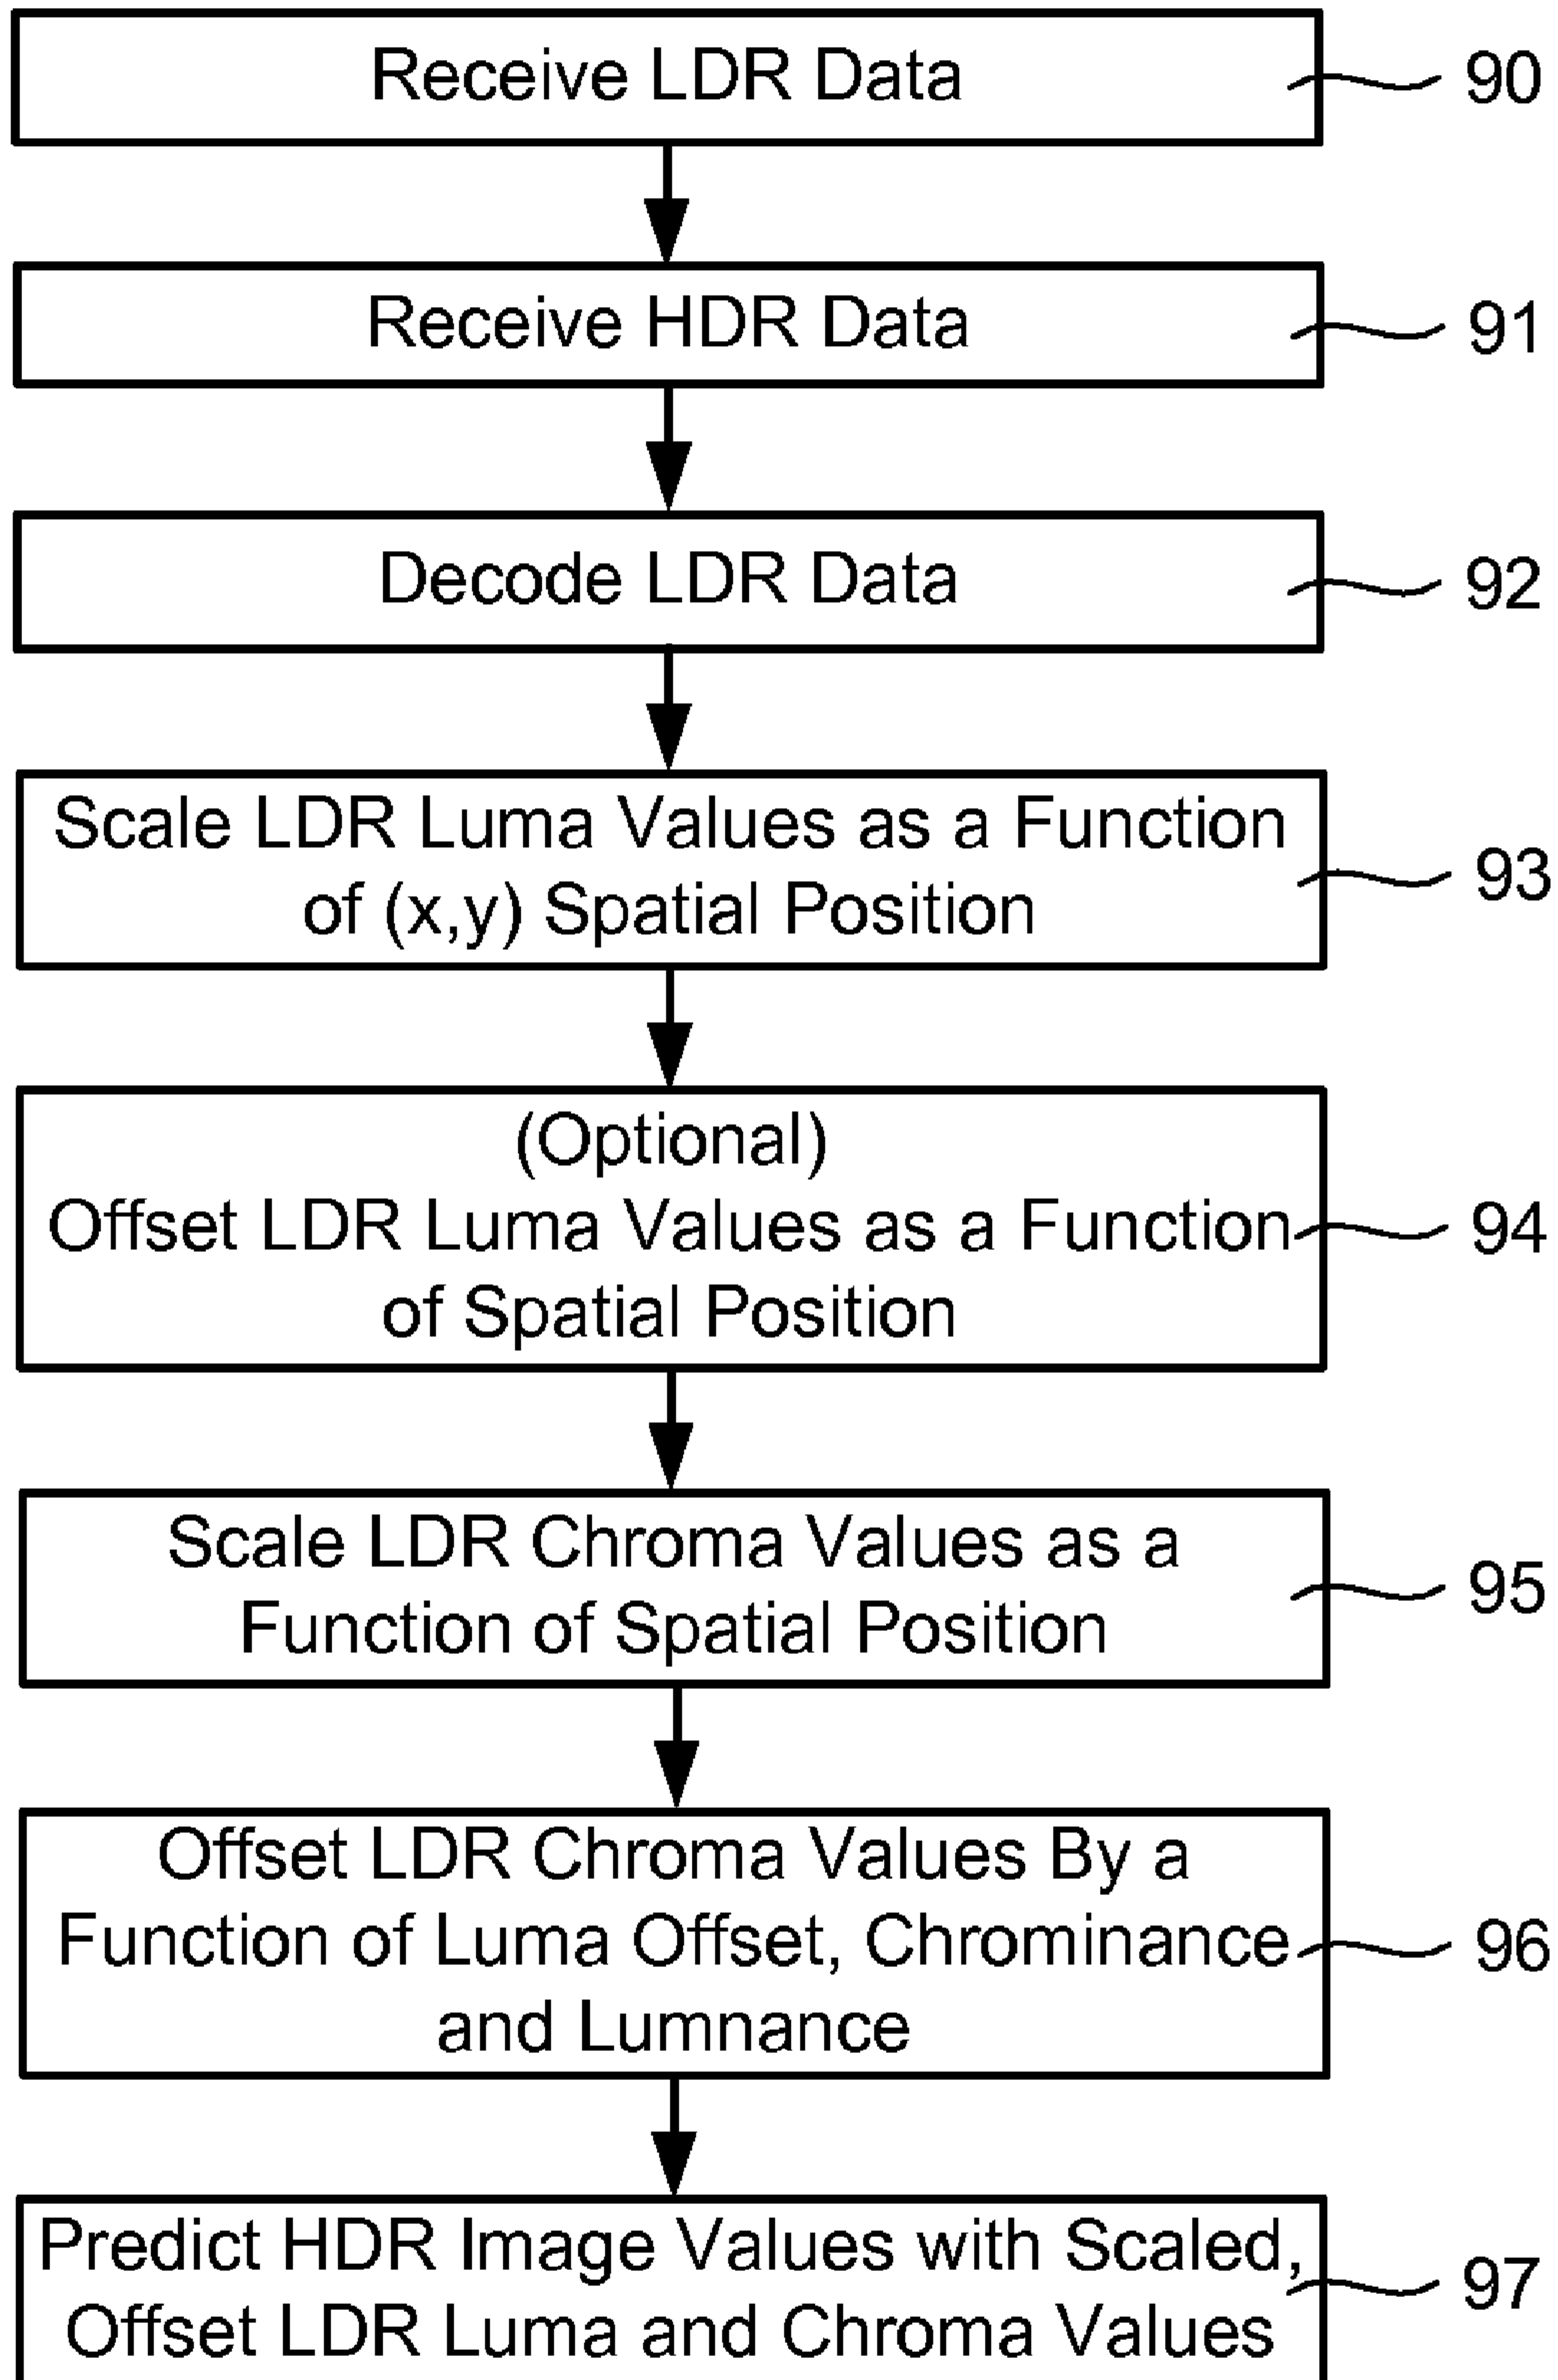 Receive LDR Data
90
Receive HDR Data
91
Decode LDR Data
92
Scale LDR Luma Values as a Function
of (x,y) Spatial Position
93
(Optional)
Offset LDR Luma Values as a Function
of Spatial Position
94
Scale LDR Chroma Values as a
Function of Spatial Position
95
Offset LDR Chroma Values By a
Function of Luma Offset, Chrominance
and Lumnance
96
Predict HDR Image Values with Scaled,
Offset LDR Luma and Chroma Values
97